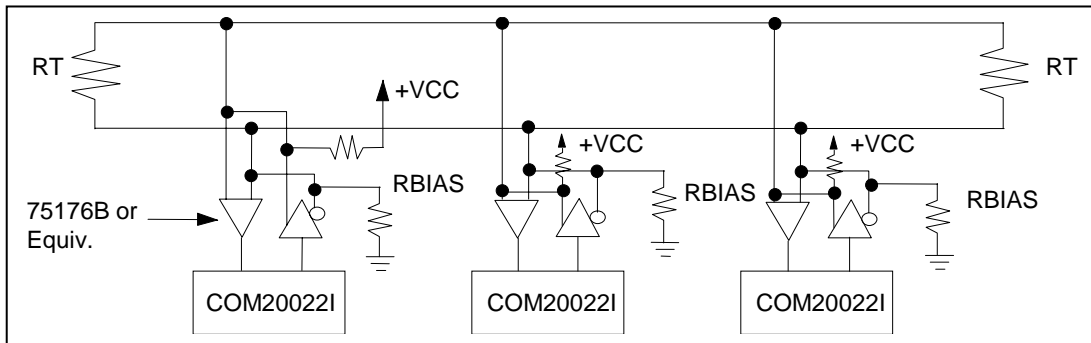 RT
RT
+VCC
+VCC
+VCC
RBIAS
RBIAS
RBIAS
75176B or
Equiv.
COM20022I
COM20022I
COM20022I